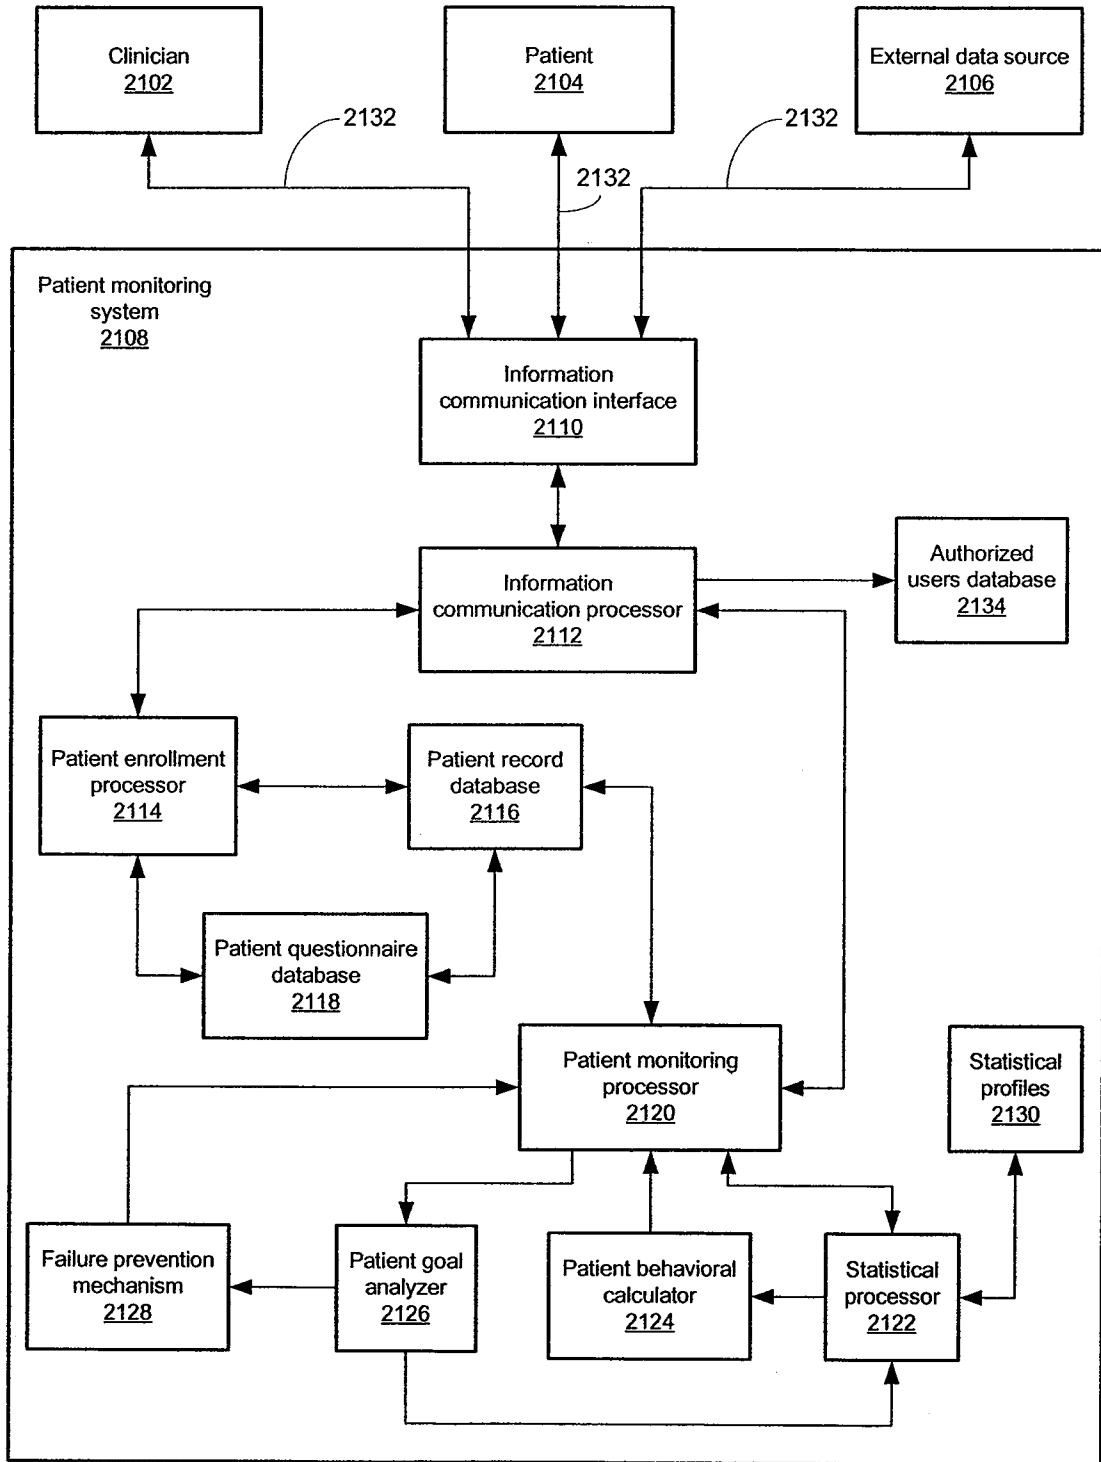 Clinician
2102
Patient
2104
External data source
2106
2132
2132
2132
Patient monitoring
system
2108
Information
communication interface
2110
Information
communication processor
2112
Authorized
users database
2134
Patient enrollment
processor
2114
Patient record
database
2116
Patient questionnaire
database
2118
Patient monitoring
processor
2120
Statistical
profiles
2130
Failure prevention
mechanism
2128
Patient goal
analyzer
2126
Patient behavioral
calculator
2124
Statistical
processor
2122